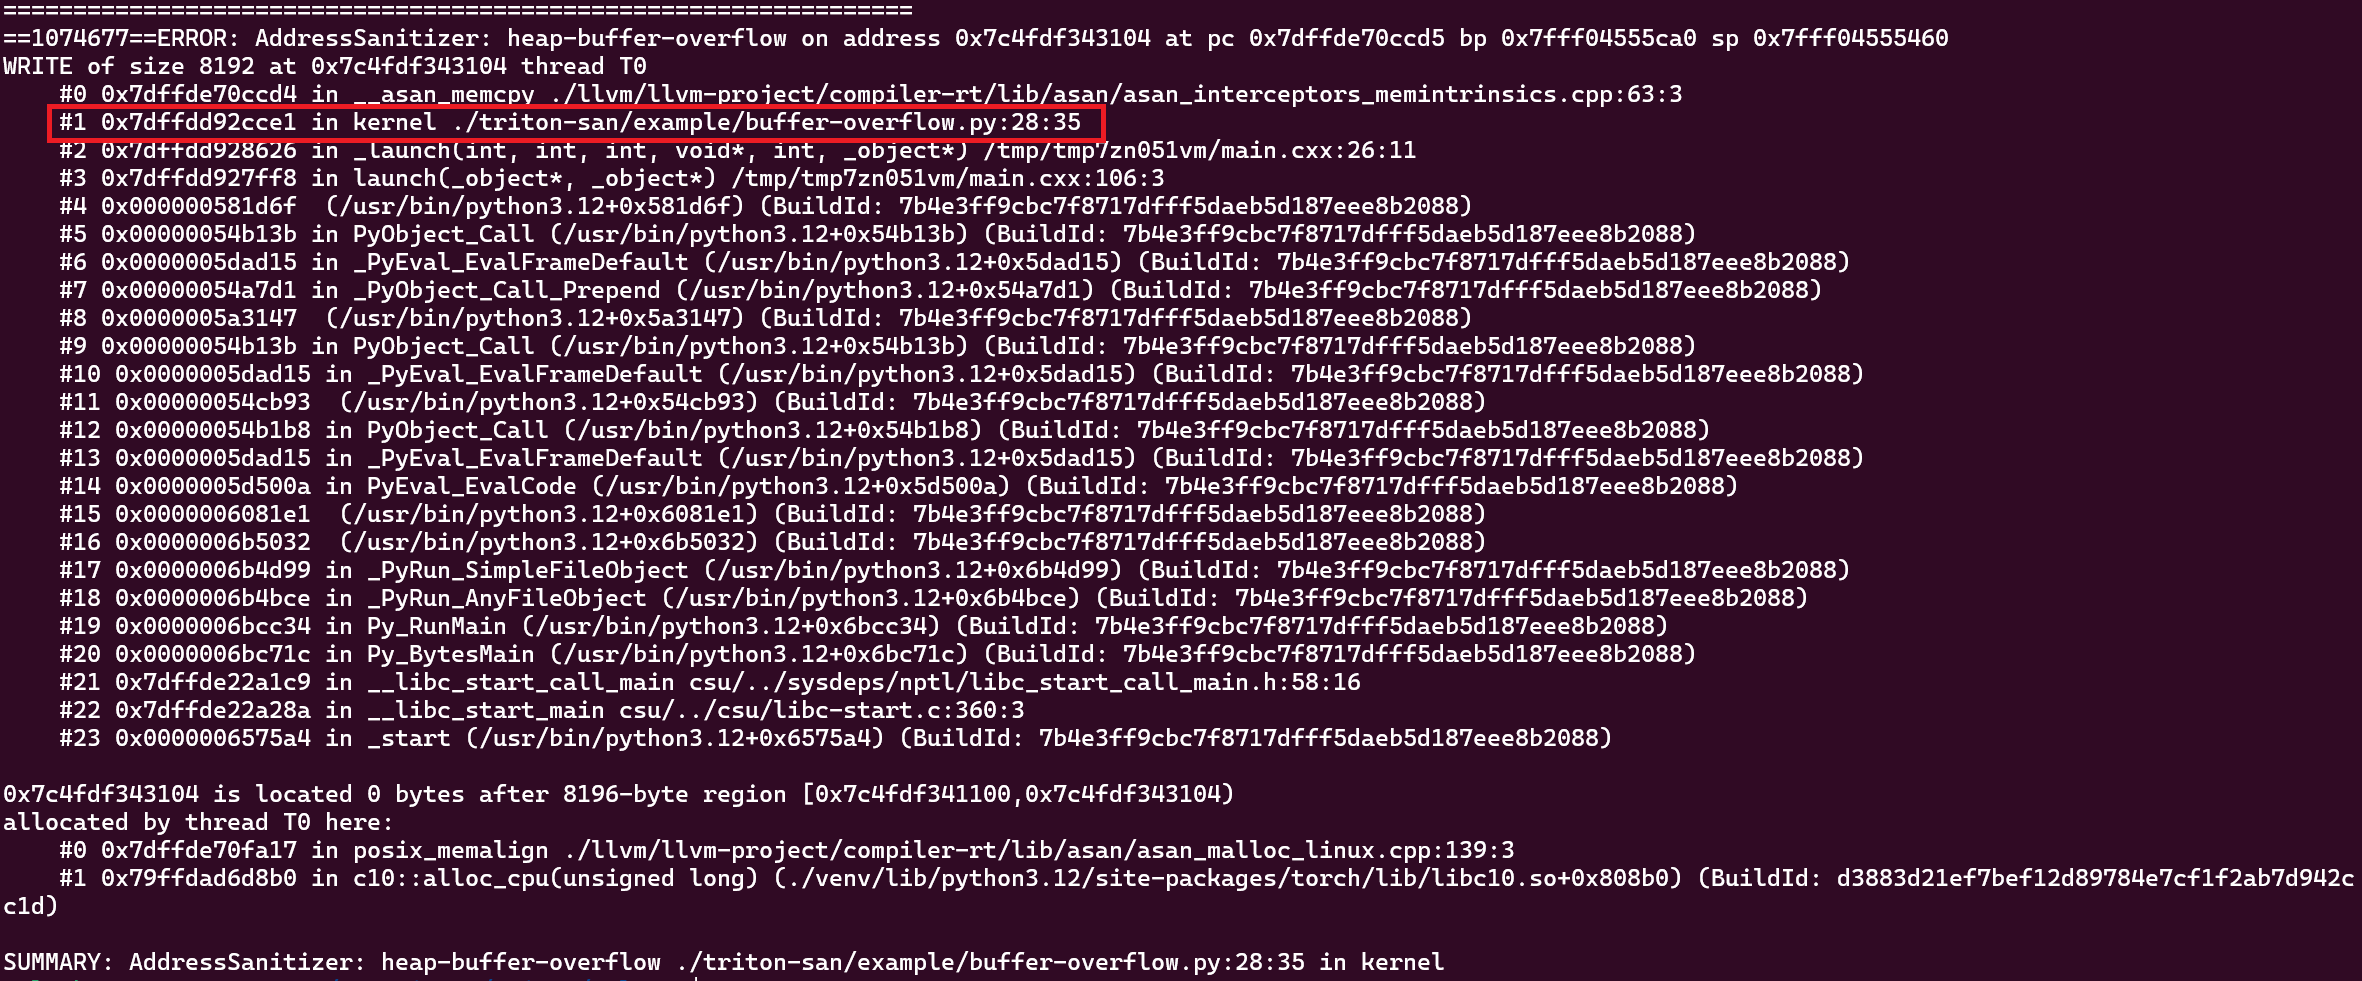 =================================================================
==1074677==ERROR: AddressSanitizer: heap-buffer-overflow on address 0x7c4fdf343104 at pc 0x7dffde70ccd5 bp 0x7fff04555ca0 sp 0x7fff04555460
WRITE of size 8192 at 0x7c4fdf343104 thread T0
    #0 0x7dffde70ccd4 in __asan_memcpy ./llvm/llvm-project/compiler-rt/lib/asan/asan_interceptors_memintrinsics.cpp:63:3
    #1 0x7dffdd92cce1 in kernel ./triton-san/example/buffer-overflow.py:28:35
    #2 0x7dffdd928626 in _launch(int, int, int, void*, int, _object*) /tmp/tmp7zn051vm/main.cxx:26:11
    #3 0x7dffdd927ff8 in launch(_object*, _object*) /tmp/tmp7zn051vm/main.cxx:106:3
    #4 0x000000581d6f  (/usr/bin/python3.12+0x581d6f) (BuildId: 7b4e3ff9cbc7f8717dfff5daeb5d187eee8b2088)
    #5 0x00000054b13b in PyObject_Call (/usr/bin/python3.12+0x54b13b) (BuildId: 7b4e3ff9cbc7f8717dfff5daeb5d187eee8b2088)
    #6 0x0000005dad15 in _PyEval_EvalFrameDefault (/usr/bin/python3.12+0x5dad15) (BuildId: 7b4e3ff9cbc7f8717dfff5daeb5d187eee8b2088)
    #7 0x00000054a7d1 in _PyObject_Call_Prepend (/usr/bin/python3.12+0x54a7d1) (BuildId: 7b4e3ff9cbc7f8717dfff5daeb5d187eee8b2088)
    #8 0x0000005a3147  (/usr/bin/python3.12+0x5a3147) (BuildId: 7b4e3ff9cbc7f8717dfff5daeb5d187eee8b2088)
    #9 0x00000054b13b in PyObject_Call (/usr/bin/python3.12+0x54b13b) (BuildId: 7b4e3ff9cbc7f8717dfff5daeb5d187eee8b2088)
    #10 0x0000005dad15 in _PyEval_EvalFrameDefault (/usr/bin/python3.12+0x5dad15) (BuildId: 7b4e3ff9cbc7f8717dfff5daeb5d187eee8b2088)
    #11 0x00000054cb93  (/usr/bin/python3.12+0x54cb93) (BuildId: 7b4e3ff9cbc7f8717dfff5daeb5d187eee8b2088)
    #12 0x00000054b1b8 in PyObject_Call (/usr/bin/python3.12+0x54b1b8) (BuildId: 7b4e3ff9cbc7f8717dfff5daeb5d187eee8b2088)
    #13 0x0000005dad15 in _PyEval_EvalFrameDefault (/usr/bin/python3.12+0x5dad15) (BuildId: 7b4e3ff9cbc7f8717dfff5daeb5d187eee8b2088)
    #14 0x0000005d500a in PyEval_EvalCode (/usr/bin/python3.12+0x5d500a) (BuildId: 7b4e3ff9cbc7f8717dfff5daeb5d187eee8b2088)
    #15 0x0000006081e1  (/usr/bin/python3.12+0x6081e1) (BuildId: 7b4e3ff9cbc7f8717dfff5daeb5d187eee8b2088)
    #16 0x0000006b5032  (/usr/bin/python3.12+0x6b5032) (BuildId: 7b4e3ff9cbc7f8717dfff5daeb5d187eee8b2088)
    #17 0x0000006b4d99 in _PyRun_SimpleFileObject (/usr/bin/python3.12+0x6b4d99) (BuildId: 7b4e3ff9cbc7f8717dfff5daeb5d187eee8b2088)
    #18 0x0000006b4bce in _PyRun_AnyFileObject (/usr/bin/python3.12+0x6b4bce) (BuildId: 7b4e3ff9cbc7f8717dfff5daeb5d187eee8b2088)
    #19 0x0000006bcc34 in Py_RunMain (/usr/bin/python3.12+0x6bcc34) (BuildId: 7b4e3ff9cbc7f8717dfff5daeb5d187eee8b2088)
    #20 0x0000006bc71c in Py_BytesMain (/usr/bin/python3.12+0x6bc71c) (BuildId: 7b4e3ff9cbc7f8717dfff5daeb5d187eee8b2088)
    #21 0x7dffde22a1c9 in __libc_start_call_main csu/../sysdeps/nptl/libc_start_call_main.h:58:16
    #22 0x7dffde22a28a in __libc_start_main csu/../csu/libc-start.c:360:3
    #23 0x0000006575a4 in _start (/usr/bin/python3.12+0x6575a4) (BuildId: 7b4e3ff9cbc7f8717dfff5daeb5d187eee8b2088)

0x7c4fdf343104 is located 0 bytes after 8196-byte region [0x7c4fdf341100,0x7c4fdf343104)
allocated by thread T0 here:
    #0 0x7dffde70fa17 in posix_memalign ./llvm/llvm-project/compiler-rt/lib/asan/asan_malloc_linux.cpp:139:3
    #1 0x79ffdad6d8b0 in c10::alloc_cpu(unsigned long) (./venv/lib/python3.12/site-packages/torch/lib/libc10.so+0x808b0) (BuildId: d3883d21ef7bef12d89784e7cf1f2ab7d942c
c1d)

SUMMARY: AddressSanitizer: heap-buffer-overflow ./triton-san/example/buffer-overflow.py:28:35 in kernel